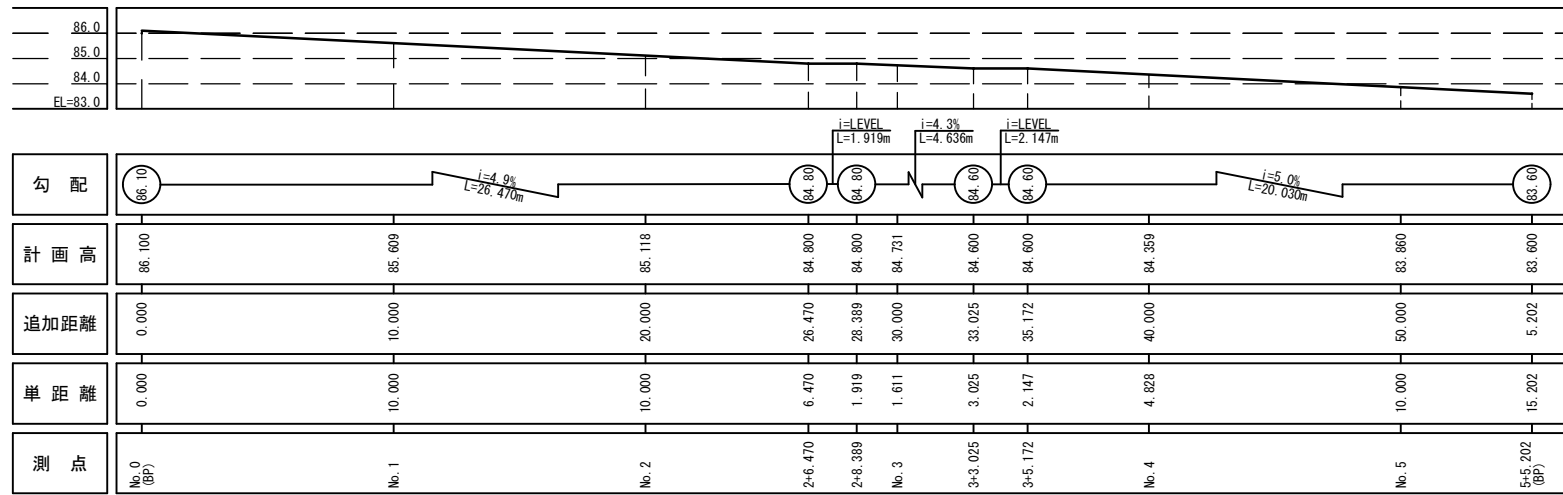 86.0
85.0
84.0
EL=83.0
i=LEVEL
L=1.919m
i=4.3%
L=4.636m
i=LEVEL
L=2.147m
勾 配
86.10
i=4.9%
L=26.470m
84.80
84.80
84.60
84.60
i=5.0%
L=20.030m
83.60
計 画 高
86.100
85.609
85.118
84.800
84.800
84.731
84.600
84.600
84.359
83.860
83.600
追加距離
0.000
10.000
20.000
26.470
28.389
30.000
33.025
35.172
40.000
50.000
5.202
単 距 離
0.000
10.000
10.000
6.470
1.919
1.611
3.025
2.147
4.828
10.000
15.202
測 点
No.0
(BP)
No.1
No.2
2+6.470
2+8.389
No.3
3+3.025
3+5.172
No.4
No.5
5+5.202
(BP)